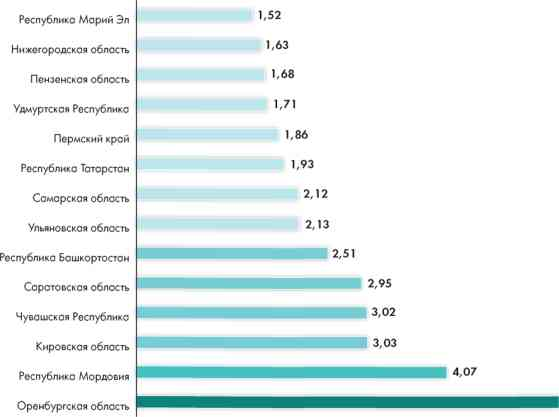 Республика Марий Эл 1,52
Нижегородская область 1,63
Пензенская область 1,68
Удмуртская Республика 1,71
Пермский край 1,86
Республика Татарстан 1,93
Самарская область 2,12
Ульяновская область 2,13
Республика Башкортостан 2,51
Саратовская область 2,95
Чувашская Республика 3,02
Кировская область 3,03
Республика Мордовия 4,07
Оренбургская область